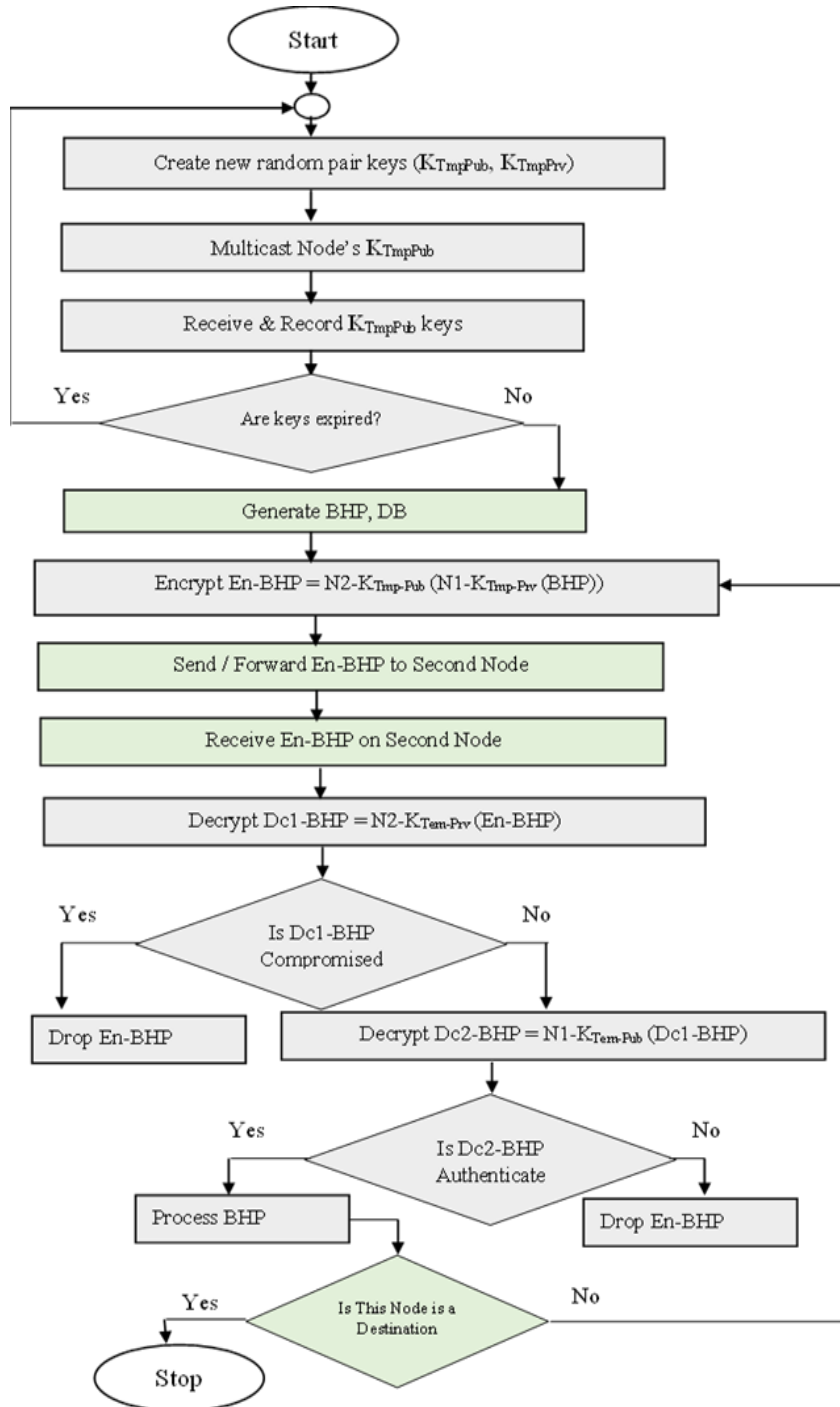 Start
Create new random pair keys (KTmpPub, KTmpPrv)
Multicast Node's KTmpPub
Receive & Record KTmpPub keys
Yes
No
Are keys expired?
Generate BHP, DB
Encrypt En-BHP = N2-KTmp-Pub (N1-KTmp-Prv (BHP))
Send / Forward En-BHP to Second Node
Receive En-BHP on Second Node
Decrypt Dc1-BHP = N2-KTem-Prv (En-BHP)
Yes
No
Is Dc1-BHP
Compromised
Drop En-BHP
Decrypt Dc2-BHP = N1-KTem-Pub (Dc1-BHP)
Yes
No
Is Dc2-BHP
Authenticate
Process BHP
Drop En-BHP
Yes
No
Is This Node is a
Destination
Stop